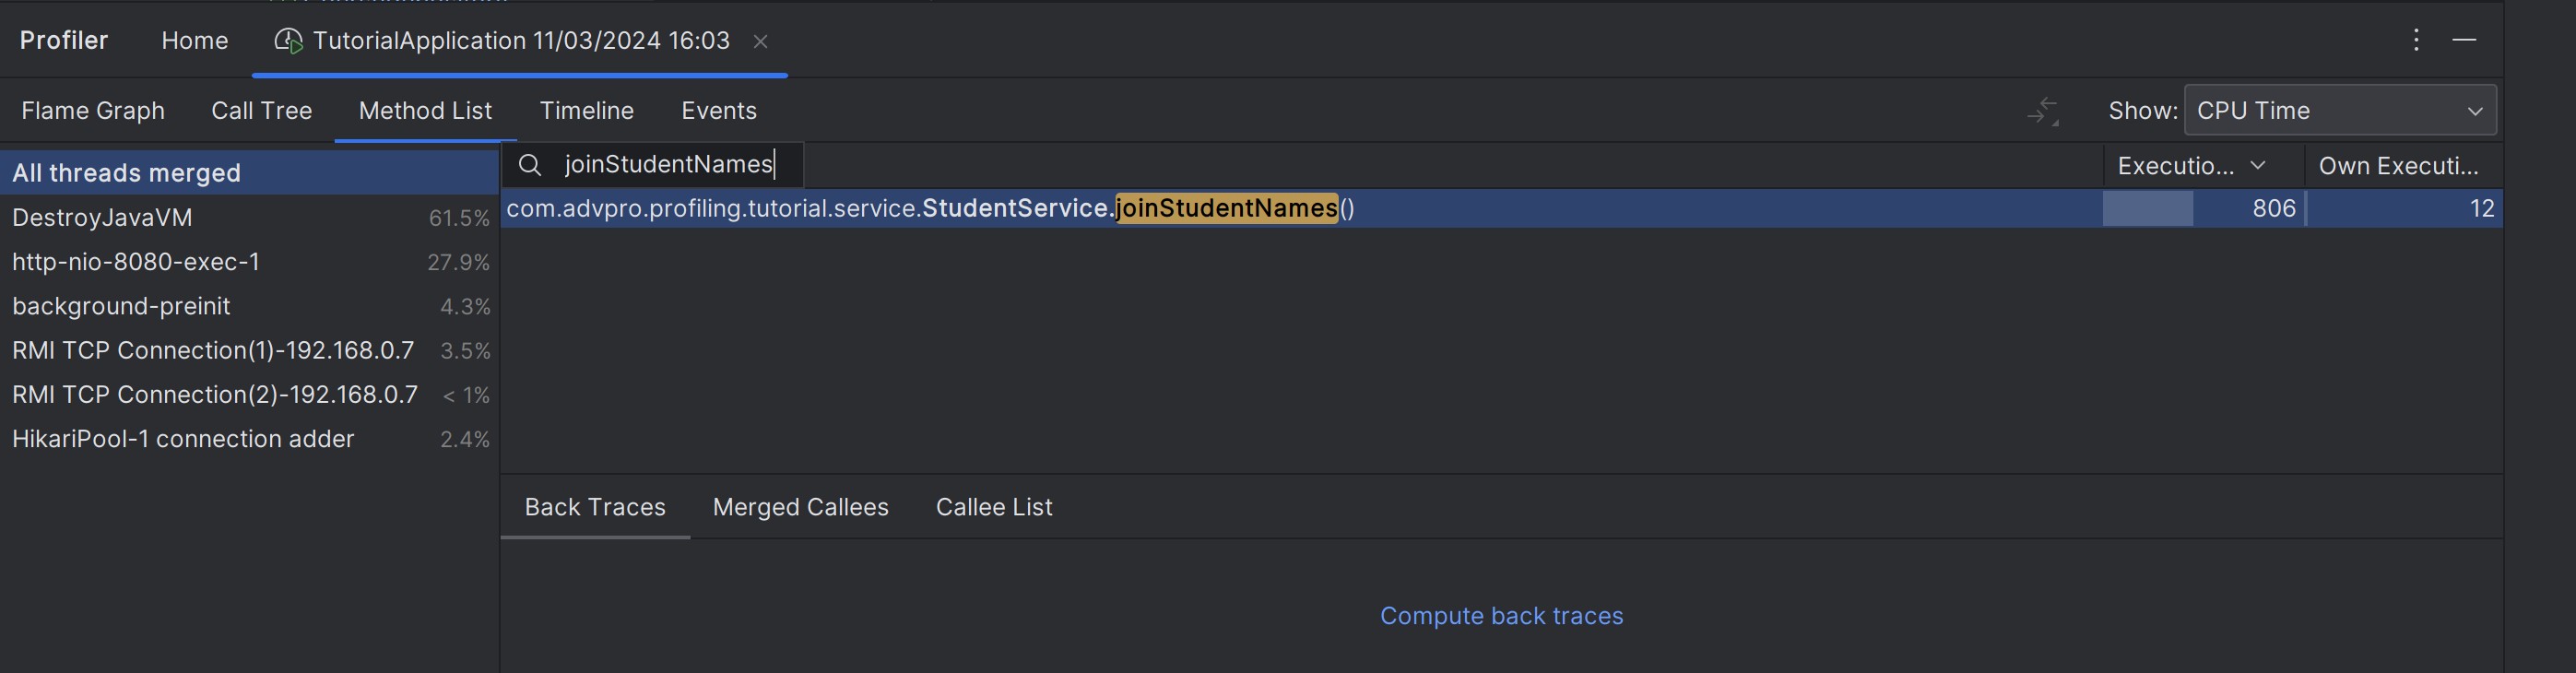 Profiler Home TutorialApplication 11/03/2024 16:03
Flame Graph Call Tree Method List Timeline Events Show: CPU Time
All threads merged
DestroyJavaVM 61.5%
http-nio-8080-exec-1 27.9%
background-preinit 4.3%
RMI TCP Connection(1)-192.168.0.7 3.5%
RMI TCP Connection(2)-192.168.0.7 < 1%
HikariPool-1 connection adder 2.4%
joinStudentNames Executio... Own Executi...
com.advpro.profiling.tutorial.service.StudentService.joinStudentNames() 806 12
Back Traces Merged Callees Callee List
Compute back traces